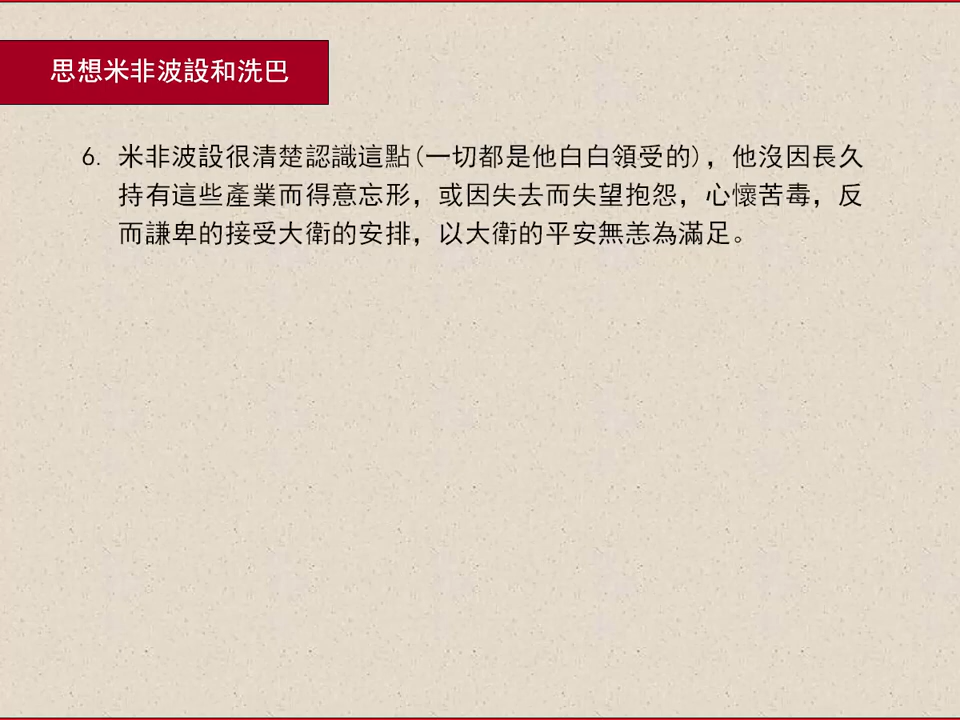 思想米非波設和洗巴
6. 米非波設很清楚認識這點(一切都是他白白領受的)，他沒因長久
持有這些產業而得意忘形，或因失去而失望抱怨，心懷苦毒，反
而謙卑的接受大衛的安排，以大衛的平安無恙為滿足。